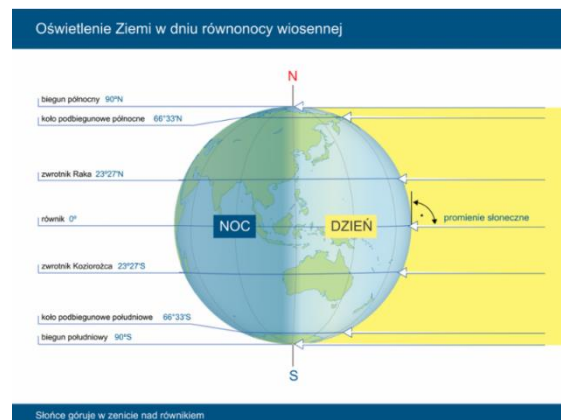 Oświetlenie Ziemi w dniu równonocy wiosennej
N
biegun północny 90°N
koło podbiegunowe północne 66°33'N
zwrotnik Raka 23°27'N
równik 0°
NOC
DZIEŃ
promienie słoneczne
zwrotnik Koziorożca 23°27'S
koło podbiegunowe południowe 66°33'S
biegun południowy 90°S
S
Słońce góruje w zenicie nad równikiem